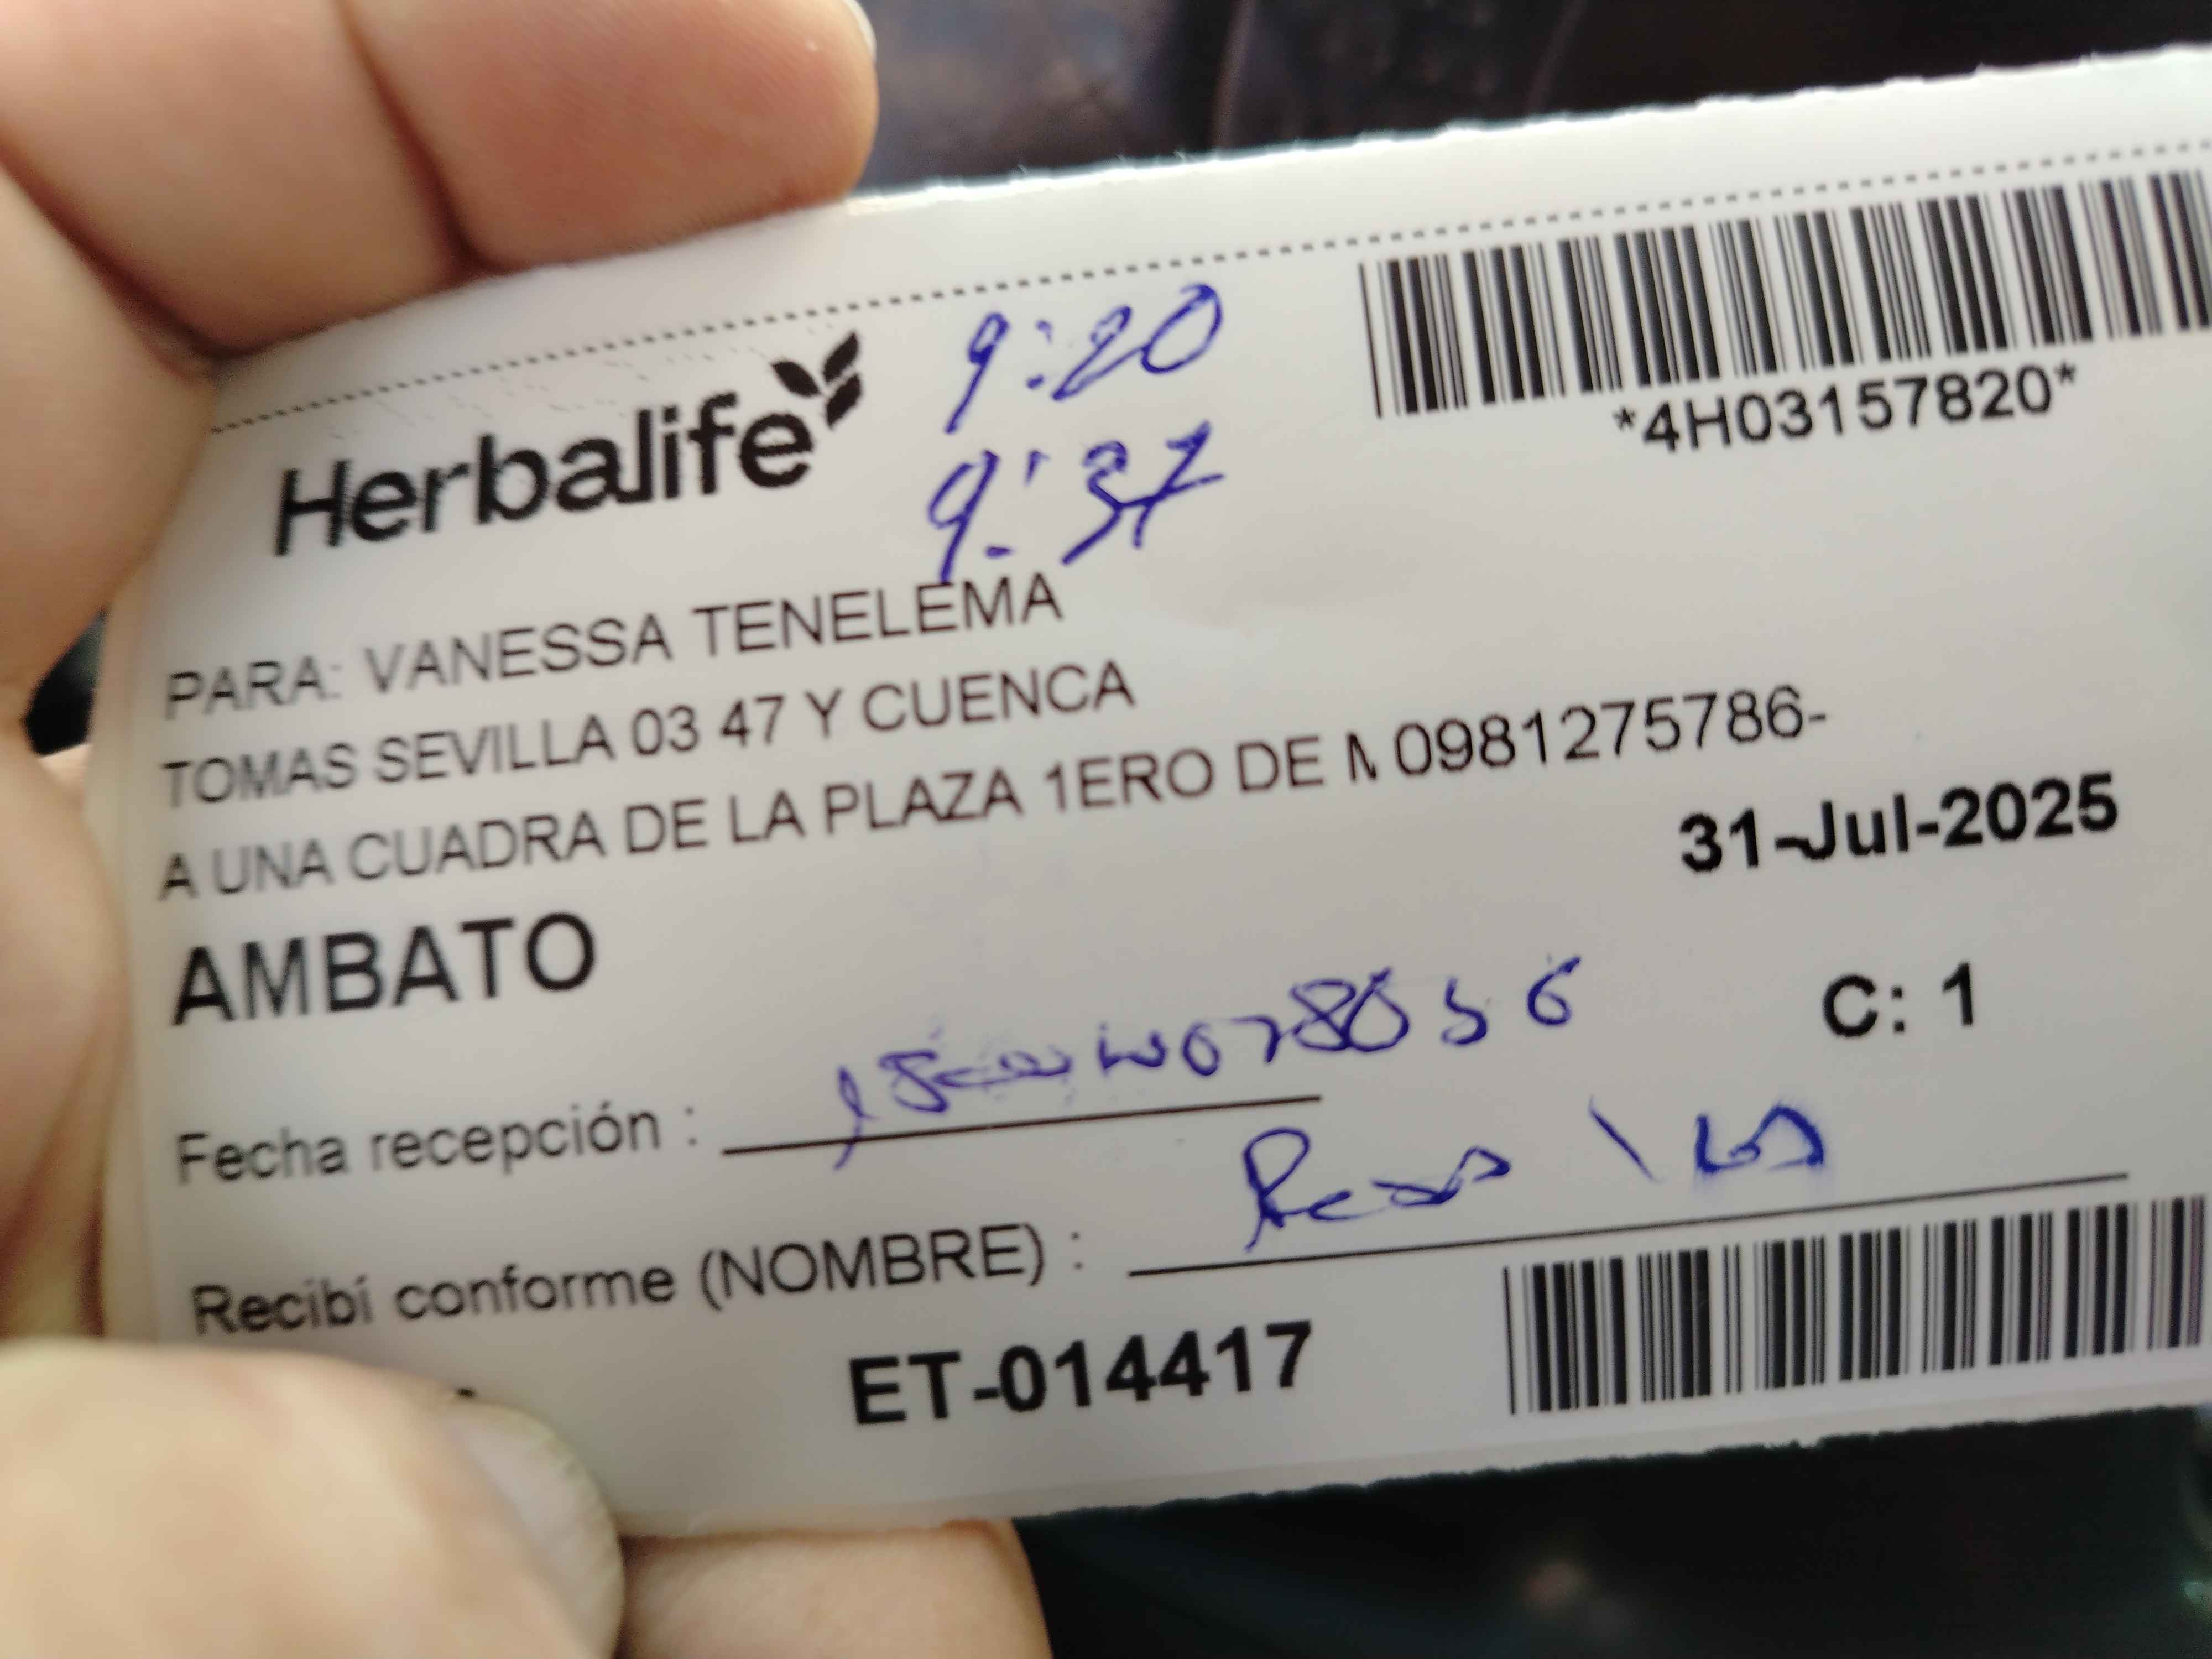 Herbalife
9:20
9:37
*4H03157820*
PARA: VANESSA TENELEMA
TOMAS SEVILLA 03 47 Y CUENCA
A UNA CUADRA DE LA PLAZA 1ERO DE M 0981275786-
31-Jul-2025
AMBATO
C: 1
Fecha recepción :
Recibí conforme (NOMBRE) :
ET-014417